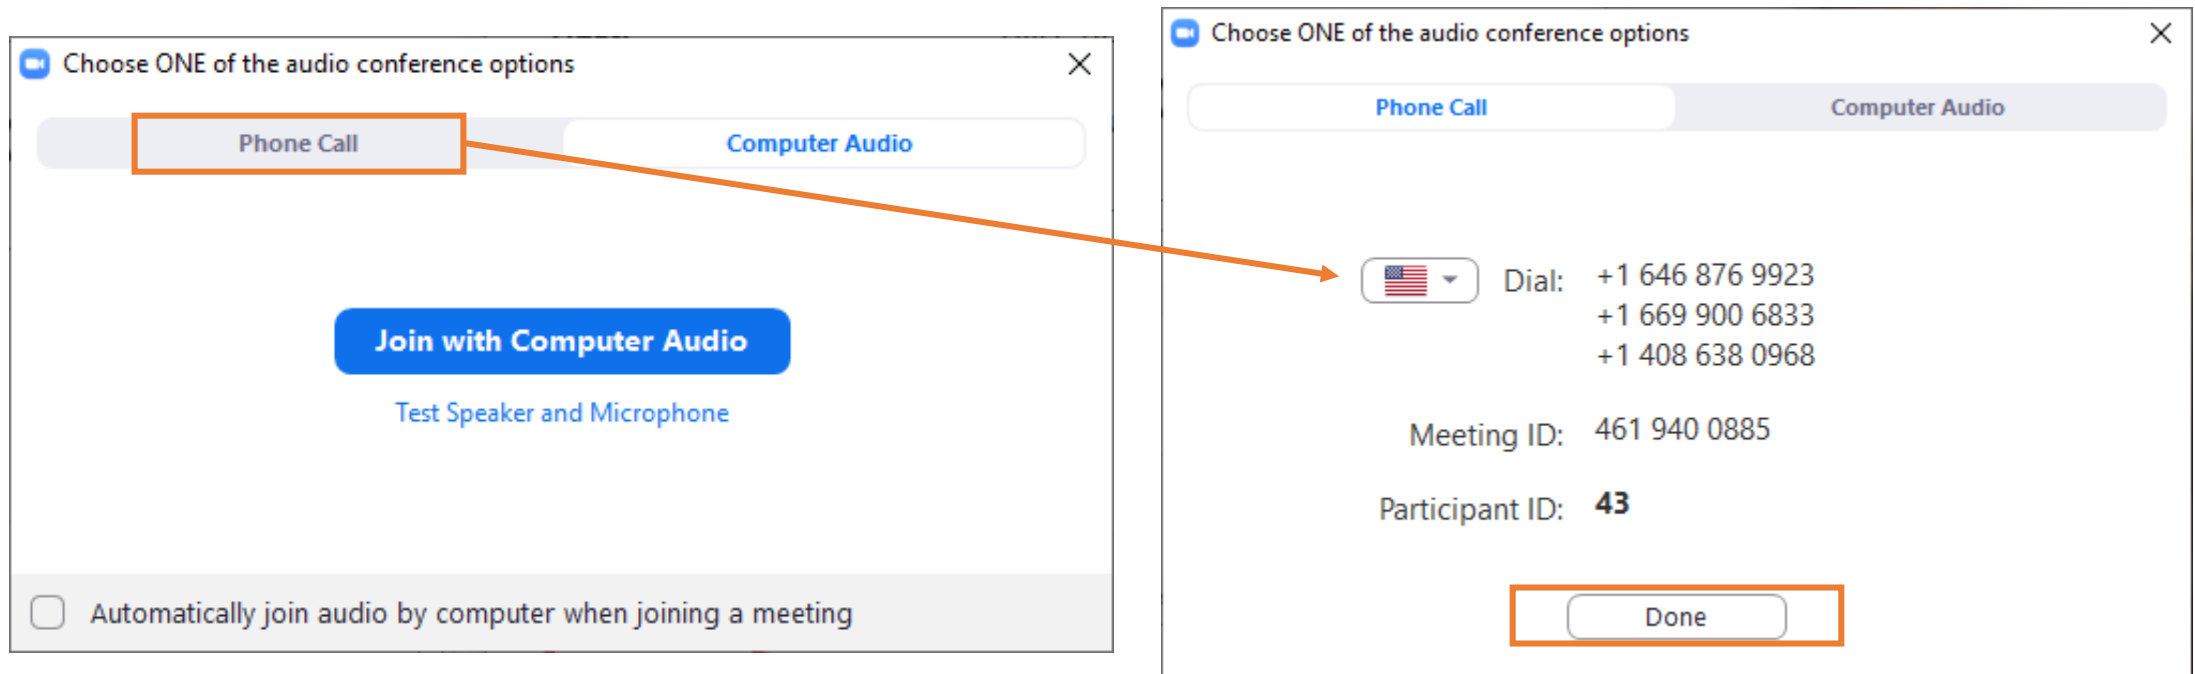 Choose ONE of the audio conference options
Phone Call
Computer Audio
Join with Computer Audio
Test Speaker and Microphone
Automatically join audio by computer when joining a meeting
Choose ONE of the audio conference options
Phone Call
Computer Audio
Dial: +1 646 876 9923
+1 669 900 6833
+1 408 638 0968
Meeting ID: 461 940 0885
Participant ID: 43
Done